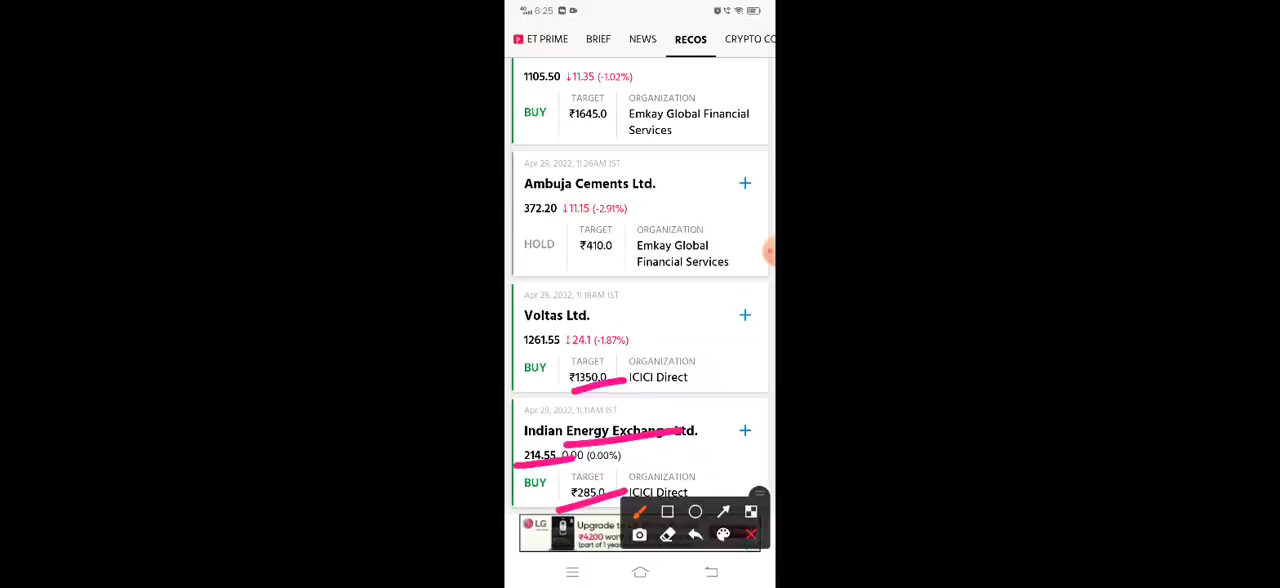 4G 6:25
ET PRIME BRIEF NEWS RECOS CRYPTO CO
1105.50 ↓11.35 (-1.02%)
BUY
TARGET
₹1645.0
ORGANIZATION
Emkay Global Financial
Services
Apr 29, 2022, 11.26AM IST
Ambuja Cements Ltd. +
372.20 ↓11.15 (-2.91%)
HOLD
TARGET
₹410.0
ORGANIZATION
Emkay Global
Financial Services
Apr 29, 2022, 11.18AM IST
Voltas Ltd. +
1261.55 ↓24.1 (-1.87%)
BUY
TARGET
₹1350.0
ORGANIZATION
ICICI Direct
Apr 29, 2022, 11.11AM IST
Indian Energy Exchange Ltd. +
214.55 0.00 (0.00%)
BUY
TARGET
₹285.0
ORGANIZATION
ICICI Direct
LG
Upgrade
₹4200
(part of 1 year